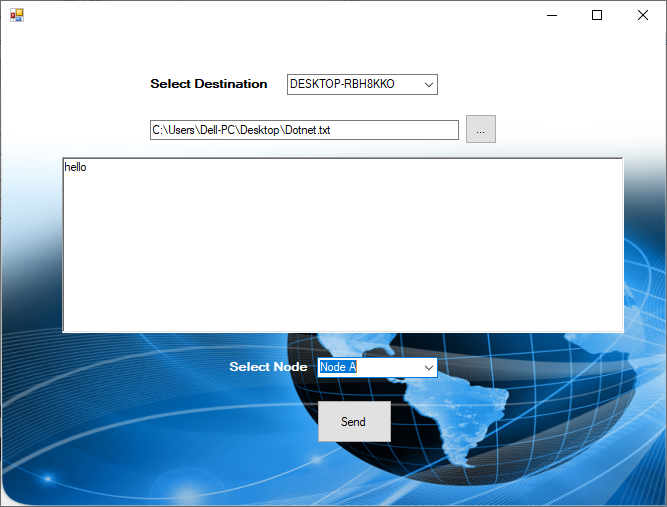 Select Destination DESKTOP-RBH8KKO
C:\Users\Dell-PC\Desktop\Dotnet.txt ...
hello
Select Node Node A
Send